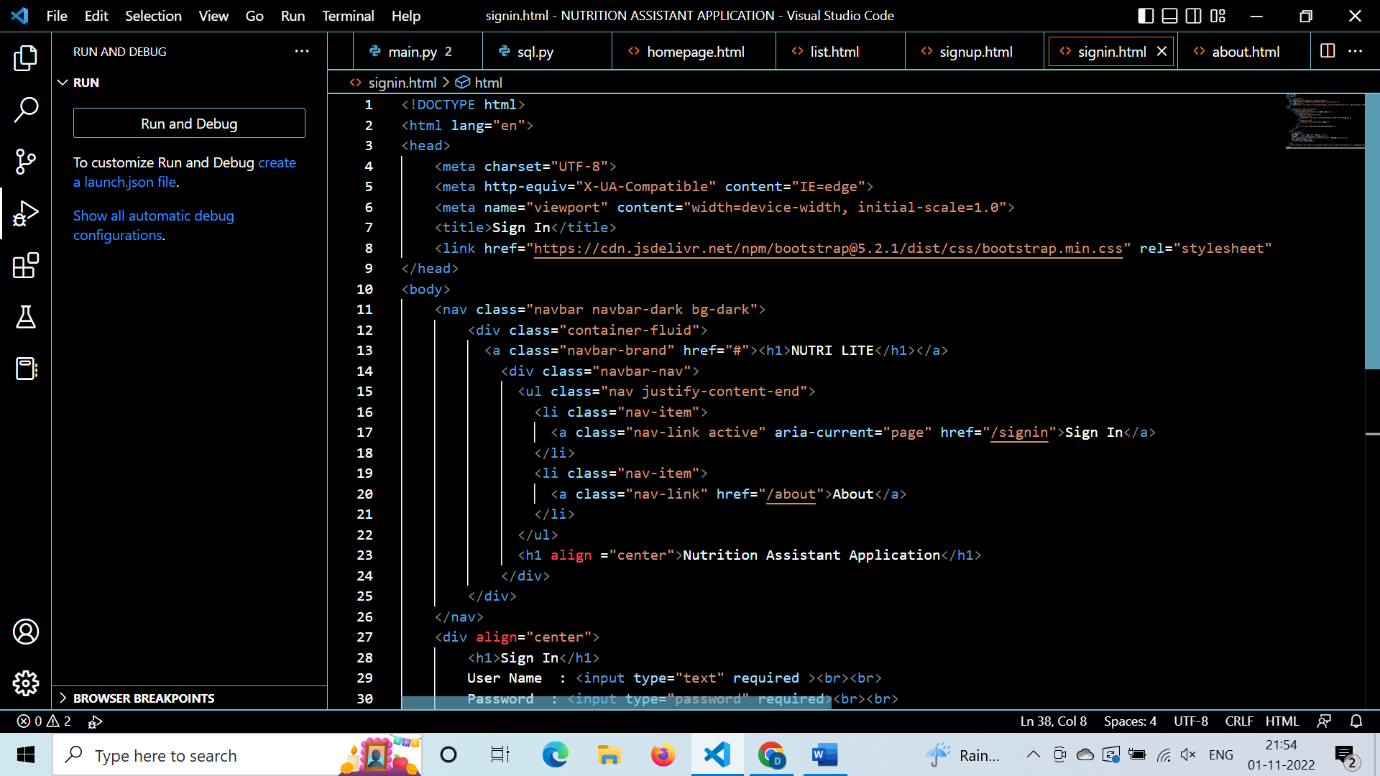 File Edit Selection View Go Run Terminal Help signin.html - NUTRITION ASSISTANT APPLICATION - Visual Studio Code
RUN AND DEBUG ···
main.py 2 sql.py <> homepage.html <> list.html <> signup.html <> signin.html × <> about.html ···
RUN
<> signin.html > html
Run and Debug
To customize Run and Debug create
a launch.json file.
Show all automatic debug
configurations.
1 <!DOCTYPE html>
2 <html lang="en">
3 <head>
4 <meta charset="UTF-8">
5 <meta http-equiv="X-UA-Compatible" content="IE=edge">
6 <meta name="viewport" content="width=device-width, initial-scale=1.0">
7 <title>Sign In</title>
8 <link href="https://cdn.jsdelivr.net/npm/bootstrap@5.2.1/dist/css/bootstrap.min.css" rel="stylesheet"
9 </head>
10 <body>
11 <nav class="navbar navbar-dark bg-dark">
12 <div class="container-fluid">
13 <a class="navbar-brand" href="#"><h1>NUTRI LITE</h1></a>
14 <div class="navbar-nav">
15 <ul class="nav justify-content-end">
16 <li class="nav-item">
17 <a class="nav-link active" aria-current="page" href="/signin">Sign In</a>
18 </li>
19 <li class="nav-item">
20 <a class="nav-link" href="/about">About</a>
21 </li>
22 </ul>
23 <h1 align ="center">Nutrition Assistant Application</h1>
24 </div>
25 </div>
26 </nav>
27 <div align="center">
28 <h1>Sign In</h1>
29 User Name : <input type="text" required ><br><br>
30 Password : <input type="password" required><br><br>
BROWSER BREAKPOINTS
0 2 Ln 38, Col 8 Spaces: 4 UTF-8 CRLF HTML
Type here to search Rain... ENG 21:54
01-11-2022 2